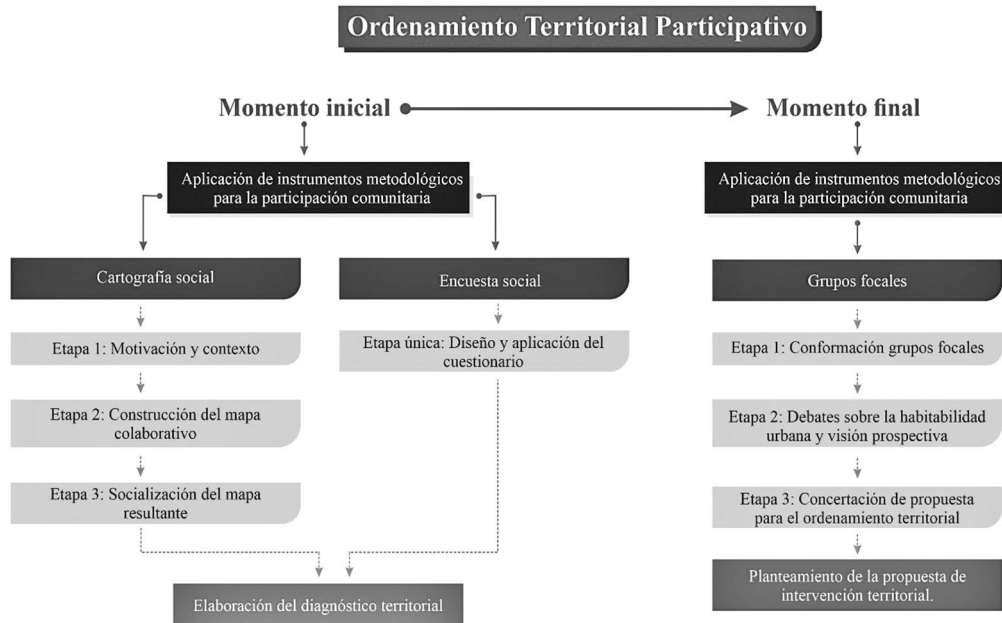 Ordenamiento Territorial Participativo
Momento inicial
Momento final
Aplicación de instrumentos metodológicos
para la participación comunitaria
Aplicación de instrumentos metodológicos
para la participación comunitaria
Cartografía social
Encuesta social
Grupos focales
Etapa 1: Motivación y contexto
Etapa única: Diseño y aplicación del
cuestionario
Etapa 1: Conformación grupos focales
Etapa 2: Construcción del mapa
colaborativo
Etapa 2: Debates sobre la habitabilidad
urbana y visión prospectiva
Etapa 3: Socialización del mapa
resultante
Etapa 3: Concertación de propuesta
para el ordenamiento territorial
Elaboración del diagnóstico territorial
Planteamiento de la propuesta de
intervención territorial.